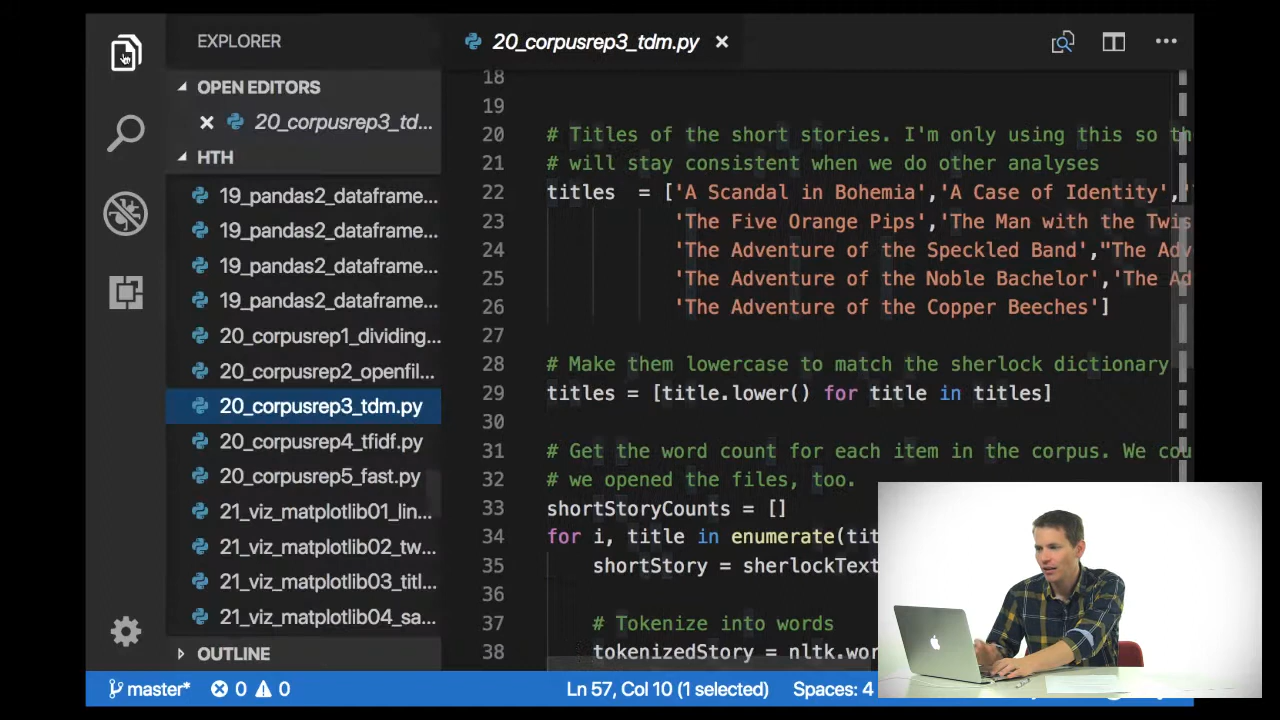 EXPLORER
20_corpusrep3_tdm.py
OPEN EDITORS
20_corpusrep3_td...
HTH
19_pandas2_dataframe...
19_pandas2_dataframe...
19_pandas2_dataframe...
19_pandas2_dataframe...
20_corpusrep1_dividing...
20_corpusrep2_openfil...
20_corpusrep3_tdm.py
20_corpusrep4_tfidf.py
20_corpusrep5_fast.py
21_viz_matplotlib01_lin...
21_viz_matplotlib02_tw...
21_viz_matplotlib03_titl...
21_viz_matplotlib04_sa...
OUTLINE
18
19
20 # Titles of the short stories. I'm only using this so
21 # will stay consistent when we do other analyses
22 titles = ['A Scandal in Bohemia','A Case of Identity','
23 'The Five Orange Pips','The Man with the
24 'The Adventure of the Speckled Band',"The
25 'The Adventure of the Noble Bachelor','The
26 'The Adventure of the Copper Beeches']
27
28 # Make them lowercase to match the sherlock dictionary
29 titles = [title.lower() for title in titles]
30
31 # Get the word count for each item in the corpus. We
32 # we opened the files, too.
33 shortStoryCounts = []
34 for i, title in enumerate(
35 shortStory = sherlockText
36
37 # Tokenize into words
38 tokenizedStory = nltk.
master* 0 0 Ln 57, Col 10 (1 selected) Spaces: 4